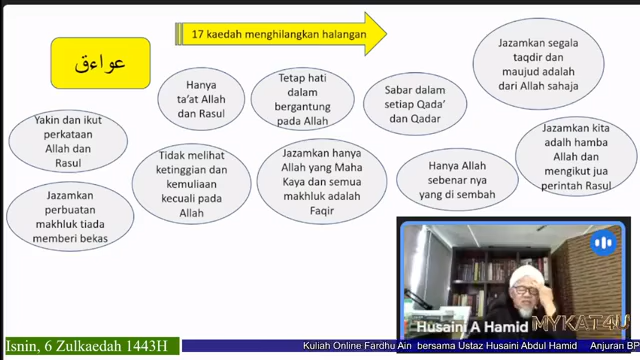 17 kaedah menghilangkan halangan
عواءق
Hanya
ta'at Allah
dan Rasul
Tetap hati
dalam
bergantung
pada Allah
Sabar dalam
setiap Qada'
dan Qadar
Jazamkan segala
taqdir dan
maujud adalah
dari Allah sahaja
Yakin dan ikut
perkataan
Allah dan
Rasul
Tidak melihat
ketinggian dan
kemuliaan
kecuali pada
Allah
Jazamkan hanya
Allah yang Maha
Kaya dan semua
makhluk adalah
Faqir
Hanya Allah
sebenar nya
yang di sembah
Jazamkan kita
adalh hamba
Allah dan
mengikut jua
perintah Rasul
Jazamkan
perbuatan
makhluk tiada
memberi bekas
Husaini A Hamid
MYKAT4U
Isnin, 6 Zulkaedah 1443H
Kuliah Online Fardhu Ain bersama Ustaz Husaini Abdul Hamid Anjuran BP